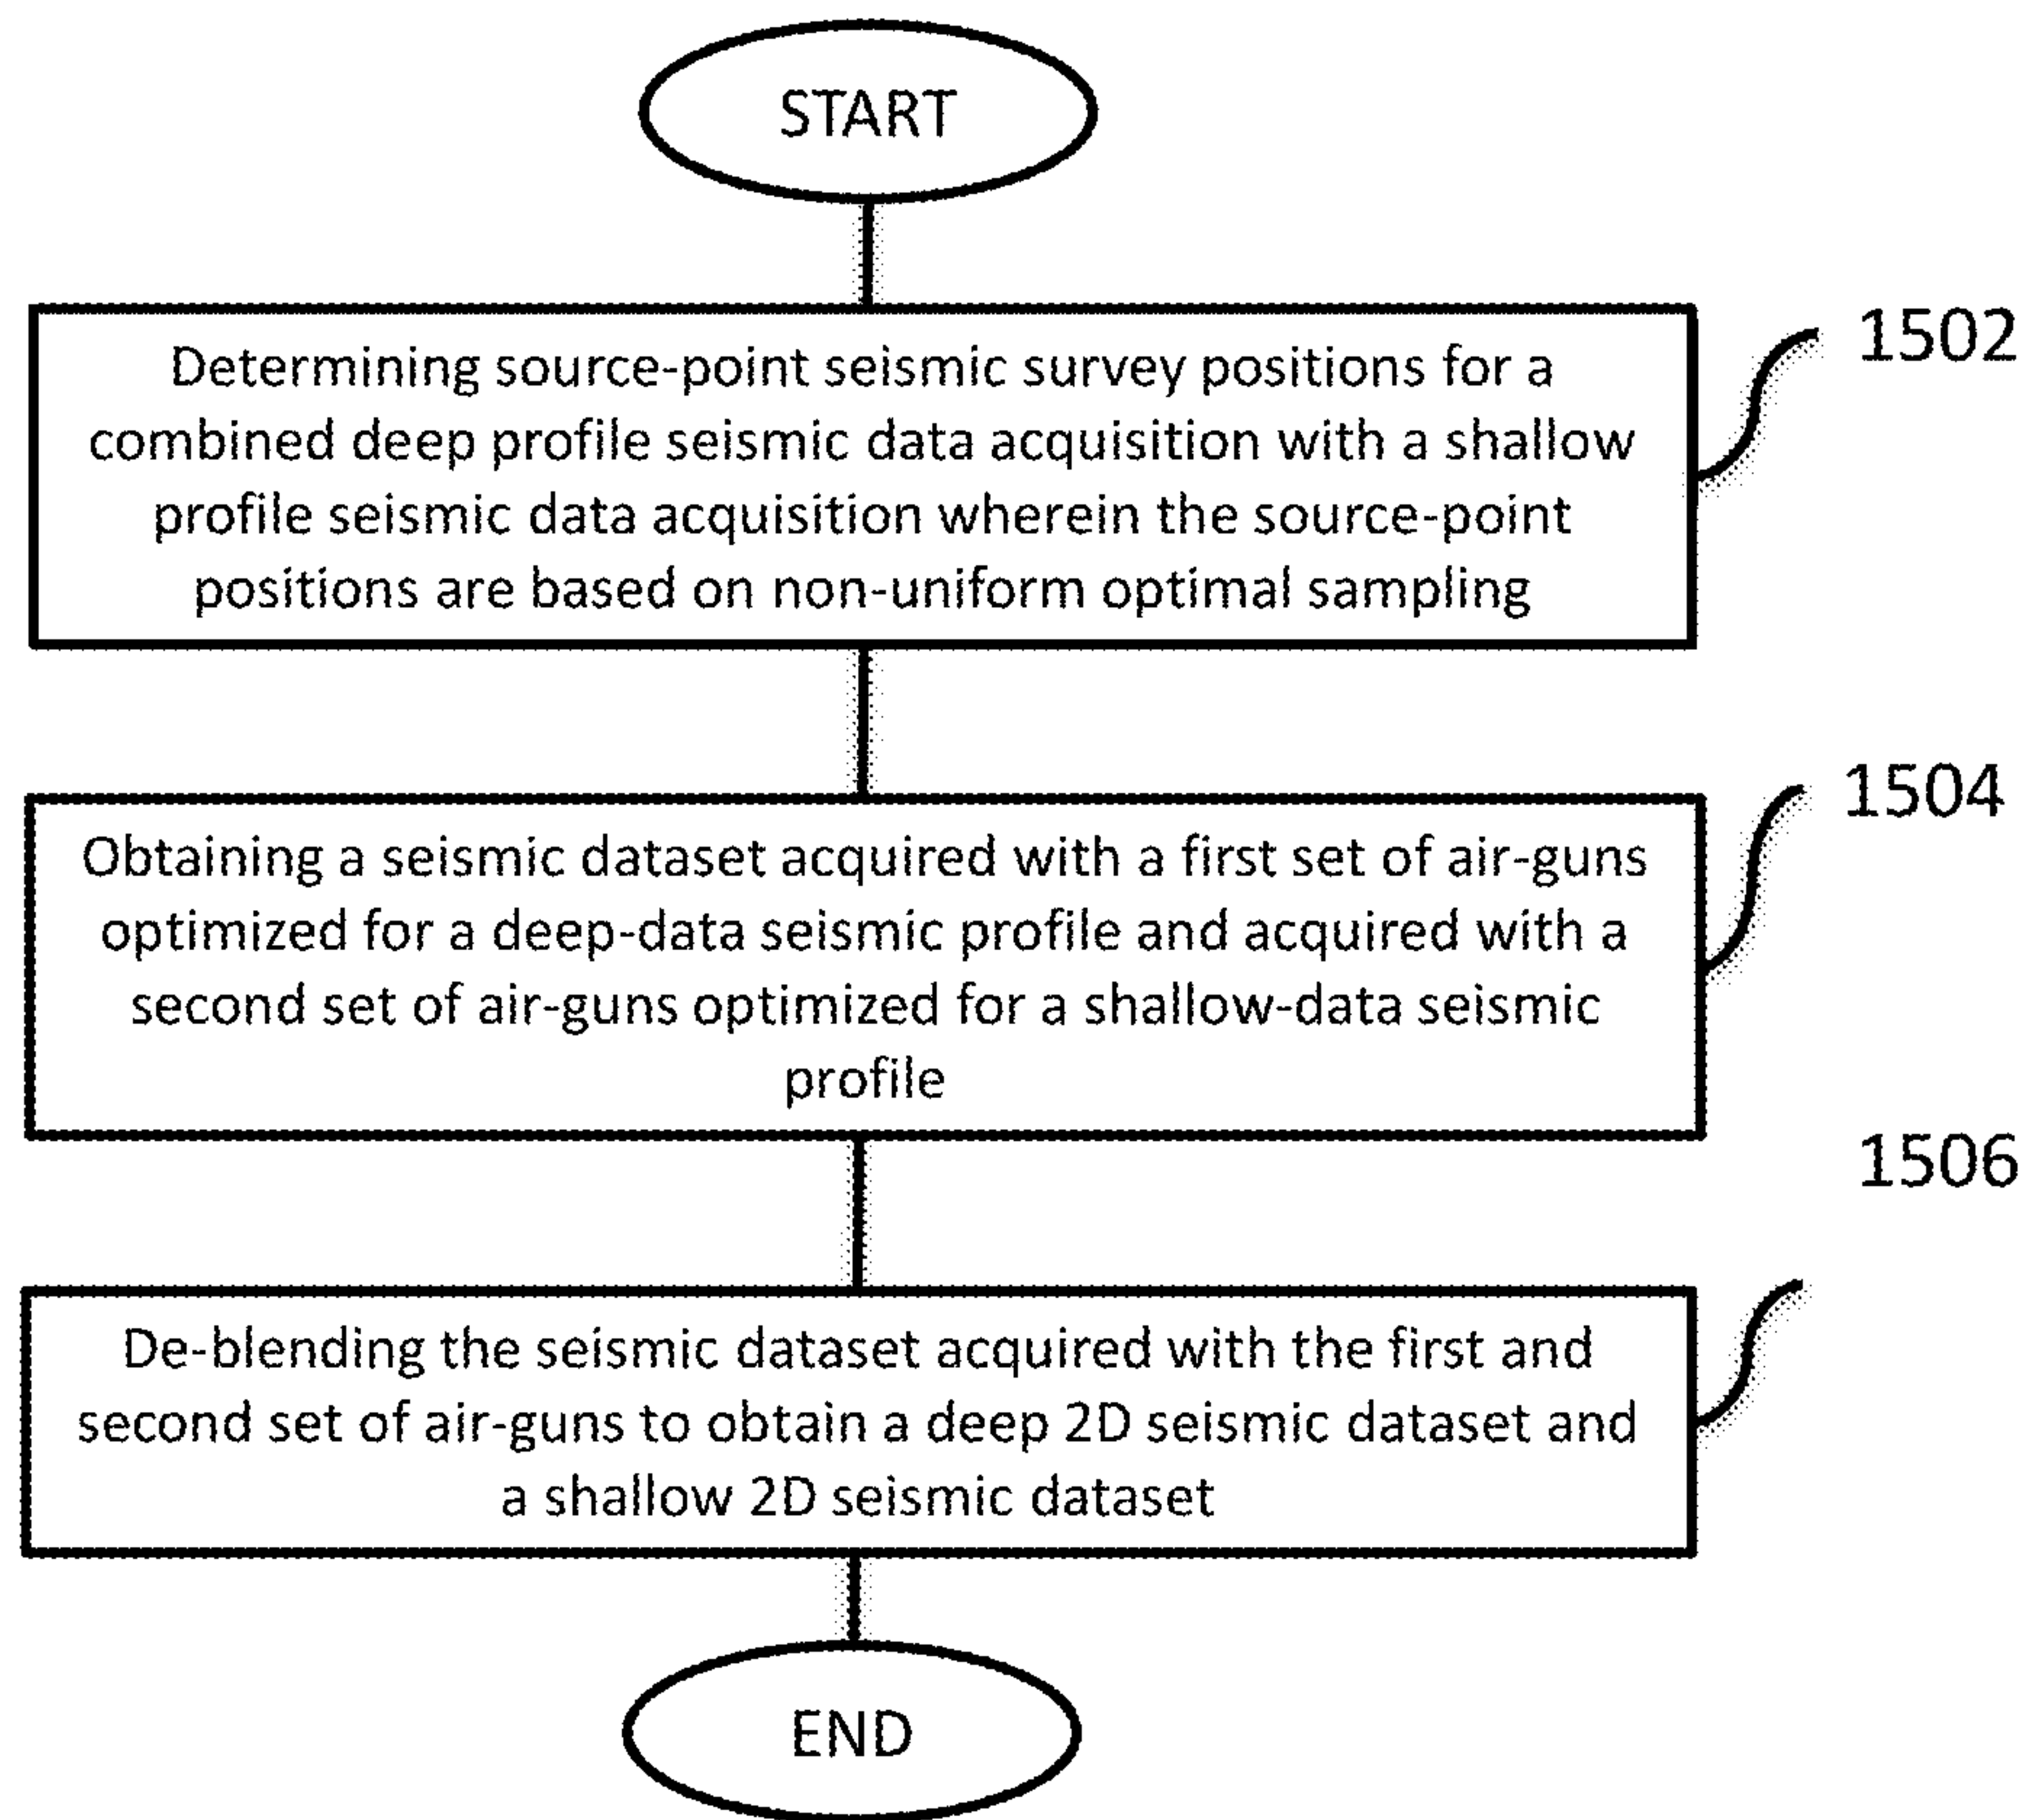 START
Determining source-point seismic survey positions for a
combined deep profile seismic data acquisition with a shallow
profile seismic data acquisition wherein the source-point
positions are based on non-uniform optimal sampling
1502
Obtaining a seismic dataset acquired with a first set of air-guns
optimized for a deep-data seismic profile and acquired with a
second set of air-guns optimized for a shallow-data seismic
profile
1504
De-blending the seismic dataset acquired with the first and
second set of air-guns to obtain a deep 2D seismic dataset and
a shallow 2D seismic dataset
1506
END